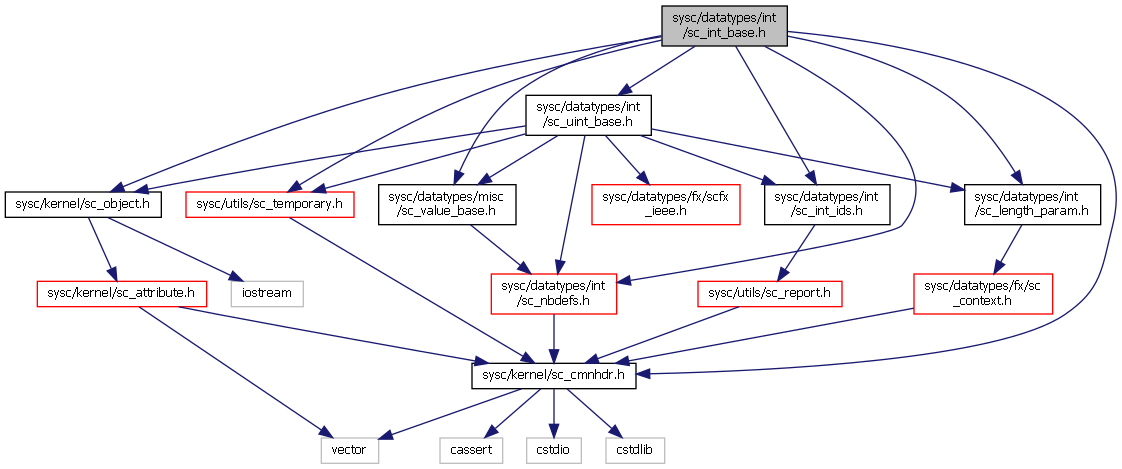 sysc/datatypes/int
/sc_int_base.h
sysc/datatypes/int
/sc_uint_base.h
sysc/kernel/sc_object.h
sysc/utils/sc_temporary.h
sysc/datatypes/misc
/sc_value_base.h
sysc/datatypes/fx/scfx
_ieee.h
sysc/datatypes/int
/sc_int_ids.h
sysc/datatypes/int
/sc_length_param.h
sysc/kernel/sc_attribute.h
iostream
sysc/datatypes/int
/sc_nbdefs.h
sysc/utils/sc_report.h
sysc/datatypes/fx/sc
_context.h
sysc/kernel/sc_cmnhdr.h
vector
cassert
cstdio
cstdlib